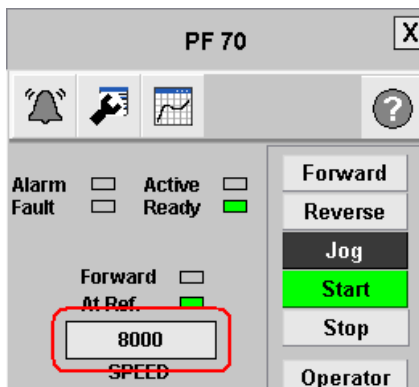 PF 70
X
?
Alarm Active
Fault Ready
Forward
At Ref.
8000
SPEED
Forward
Reverse
Jog
Start
Stop
Operator